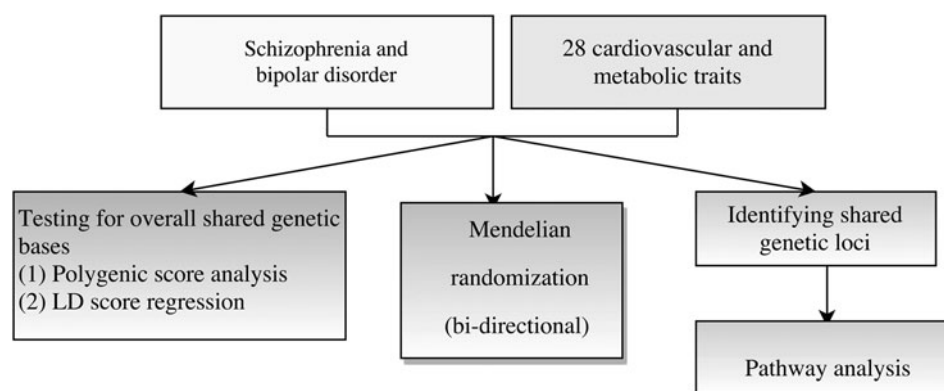 Schizophrenia and
bipolar disorder
28 cardiovascular and
metabolic traits
Testing for overall shared genetic
bases
(1) Polygenic score analysis
(2) LD score regression
Mendelian
randomization
(bi-directional)
Identifying shared
genetic loci
Pathway analysis